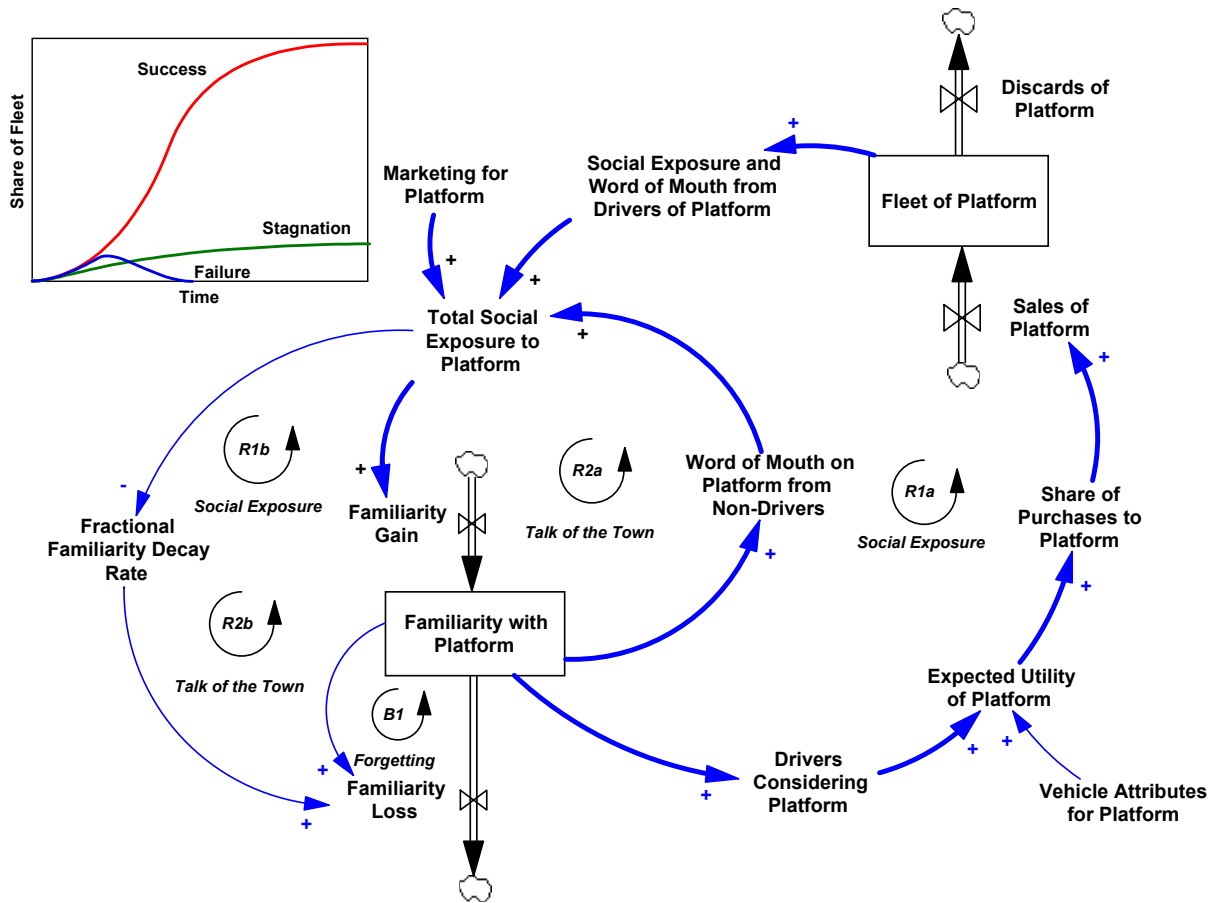 Share of Fleet
Success
Stagnation
Failure
Time
Marketing for
Platform
+
Social Exposure and
Word of Mouth from
Drivers of Platform
+
+
Discards of
Platform
Fleet of Platform
Sales of
Platform
+
Total Social
Exposure to
Platform
+
R1b
Social Exposure
-
Fractional
Familiarity Decay
Rate
+
Familiarity
Gain
R2a
Talk of the Town
Word of Mouth on
Platform from
Non-Drivers
+
R1a
Social Exposure
Share of
Purchases to
Platform
+
R2b
Talk of the Town
Familiarity with
Platform
B1
Forgetting
+
Familiarity
Loss
+
Expected Utility
of Platform
+
+
Drivers
Considering
Platform
+
Vehicle Attributes
for Platform